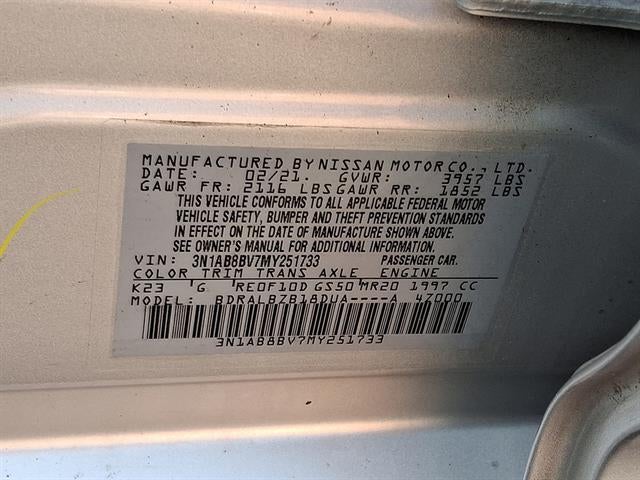 MANUFACTURED BY NISSAN MOTOR CO., LTD.
DATE: 02/21. GVWR: 3957 LBS
GAWR FR: 2116 LBS GAWR RR: 1852 LBS
THIS VEHICLE CONFORMS TO ALL APPLICABLE FEDERAL MOTOR
VEHICLE SAFETY, BUMPER AND THEFT PREVENTION STANDARDS
IN EFFECT ON THE DATE OF MANUFACTURE SHOWN ABOVE.
SEE OWNER'S MANUAL FOR ADDITIONAL INFORMATION.
VIN: 3N1AB8BV7MY251733 PASSENGER CAR.
COLOR TRIM TRANS AXLE ENGINE
K23 G RE0F10D GS50 MR20 1997 CC
MODEL: BDRALBZB18DUA----A 47000
3N1AB8BV7MY251733